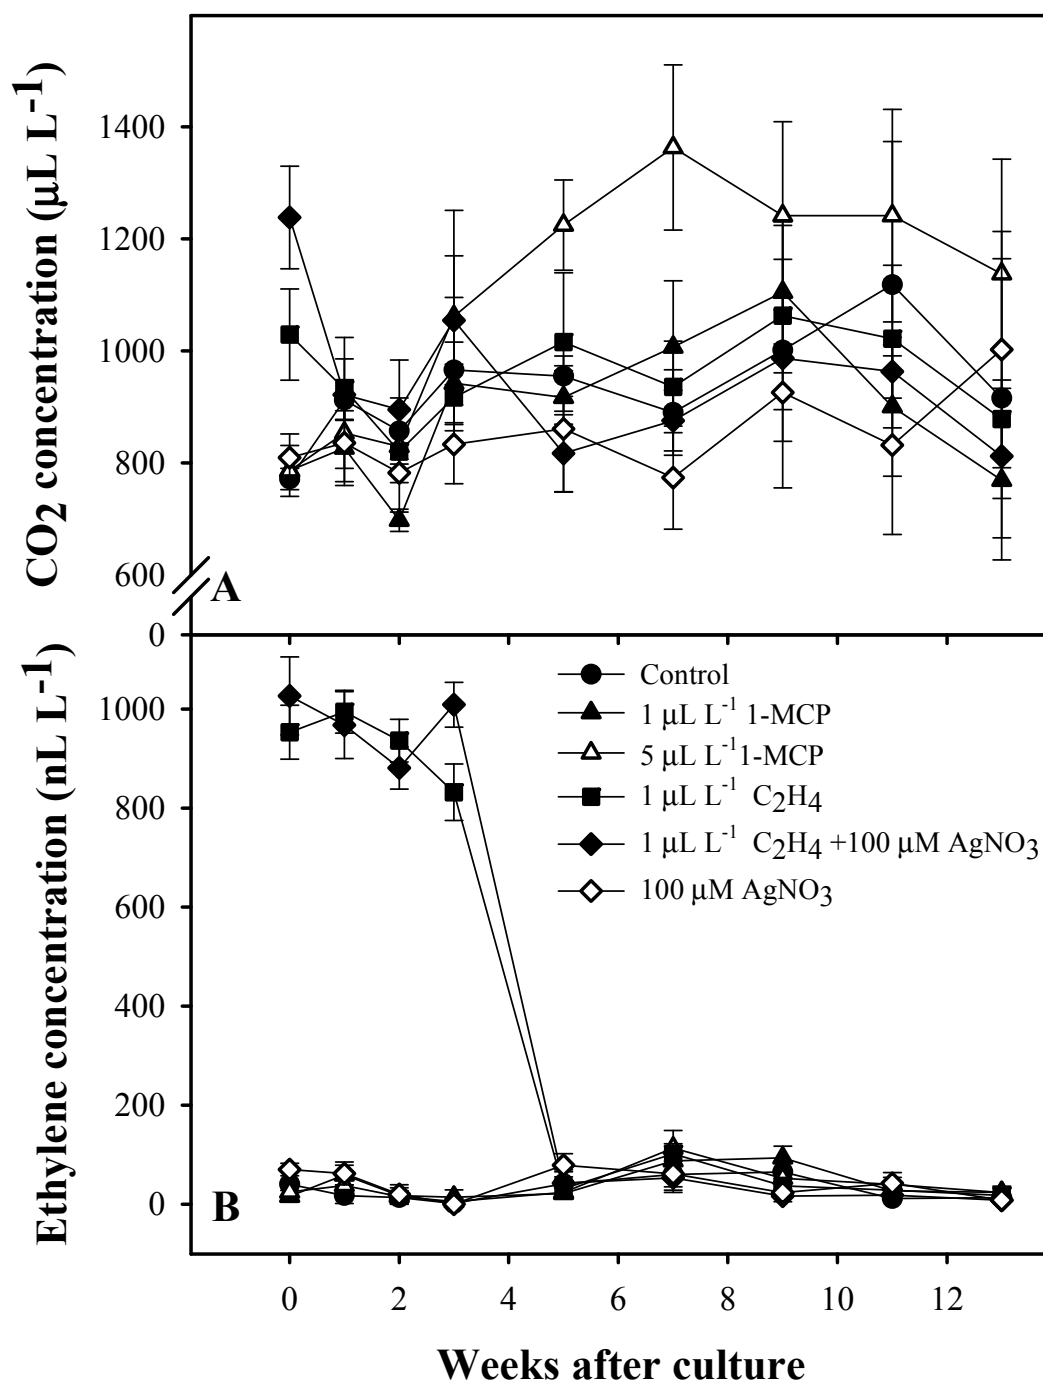 CO2 concentration (µL L-1)
1400
1200
1000
800
600
0
A
Ethylene concentration (nL L-1)
1000
800
600
400
200
0
B
Control
1 µL L-1 1-MCP
5 µL L-1 1-MCP
1 µL L-1 C2H4
1 µL L-1 C2H4 +100 µM AgNO3
100 µM AgNO3
0 2 4 6 8 10 12
Weeks after culture